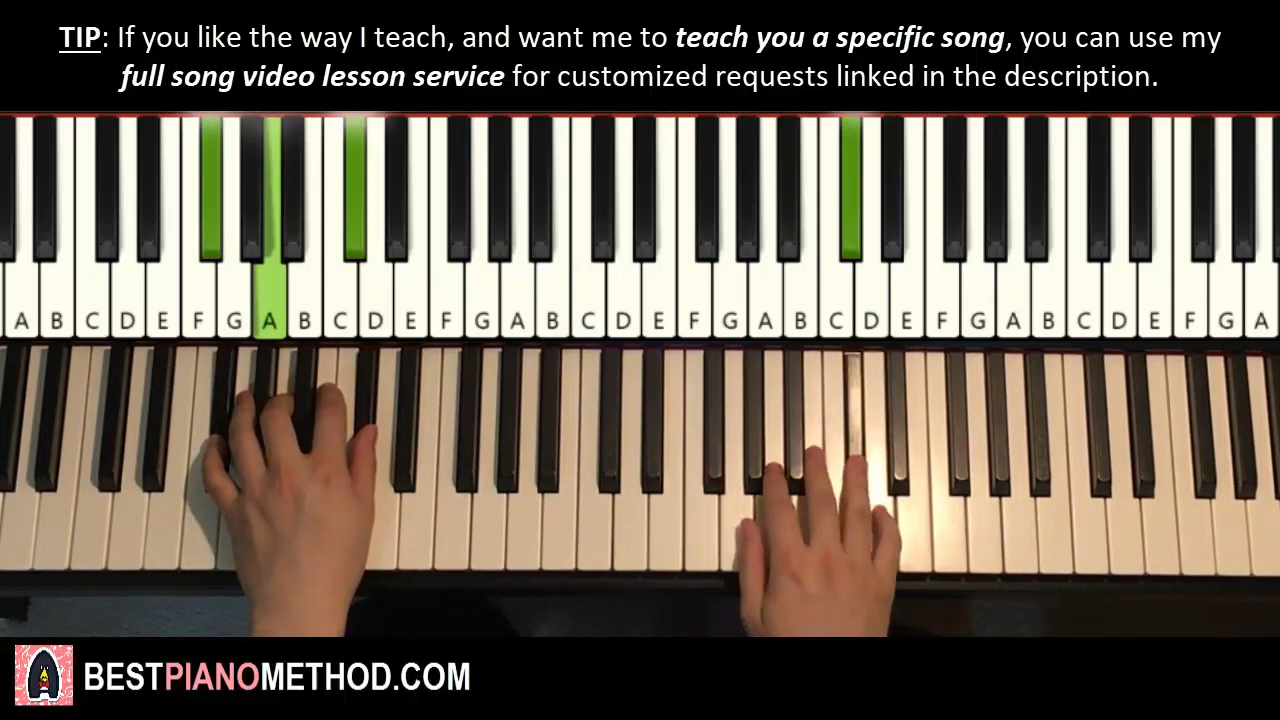 TIP: If you like the way I teach, and want me to teach you a specific song, you can use my
full song video lesson service for customized requests linked in the description.
A B C D E F G A B C D E F G A B C D E F G A B C D E F G A B C D E F G A
BESTPIANOMETHOD.COM